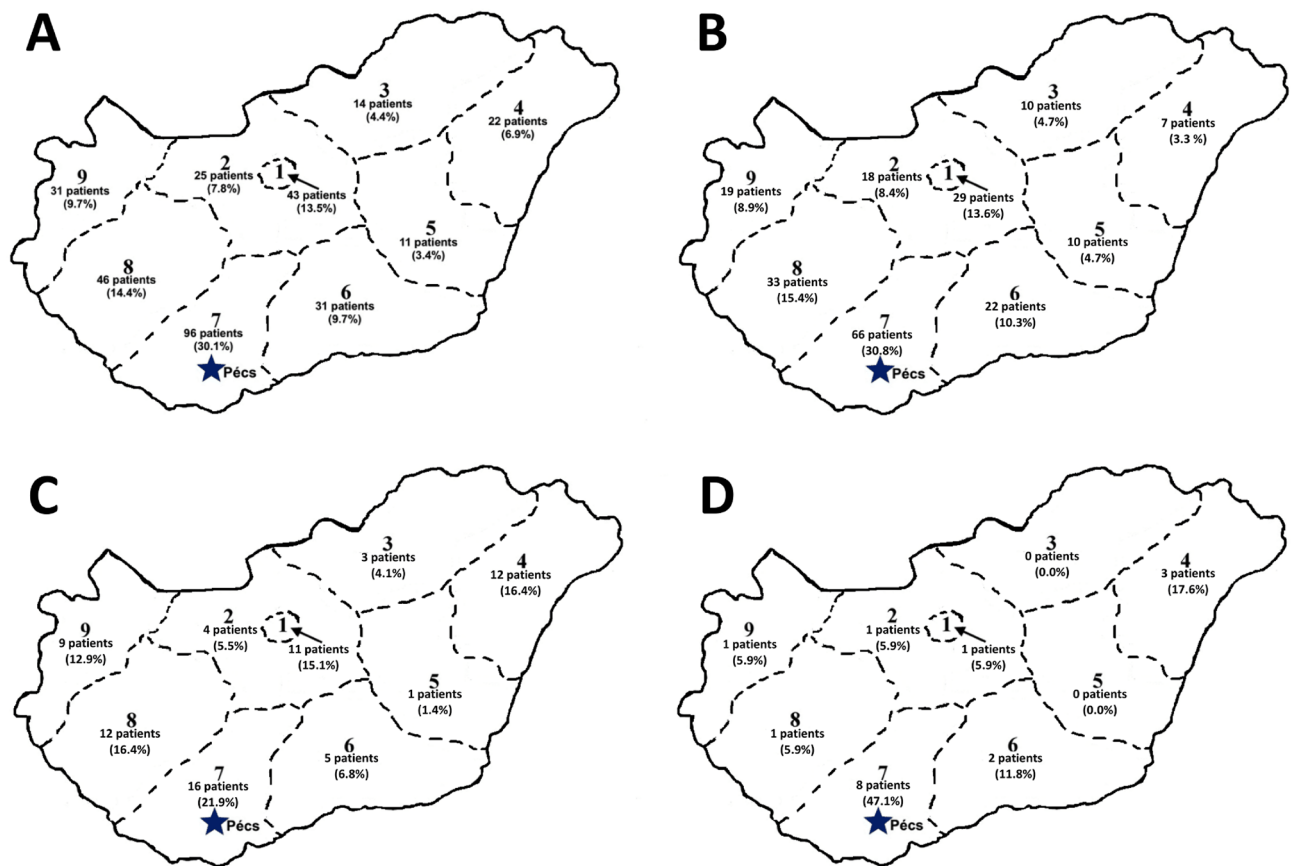 A
3
14 patients
(4.4%)
4
22 patients
(6.9%)
2
25 patients
(7.8%)
1
43 patients
(13.5%)
9
31 patients
(9.7%)
5
11 patients
(3.4%)
8
46 patients
(14.4%)
6
31 patients
(9.7%)
7
96 patients
(30.1%)
Pécs
B
3
10 patients
(4.7%)
4
7 patients
(3.3 %)
2
18 patients
(8.4%)
1
29 patients
(13.6%)
9
19 patients
(8.9%)
5
10 patients
(4.7%)
8
33 patients
(15.4%)
6
22 patients
(10.3%)
7
66 patients
(30.8%)
Pécs
C
3
3 patients
(4.1%)
4
12 patients
(16.4%)
2
4 patients
(5.5%)
1
11 patients
(15.1%)
9
9 patients
(12.9%)
5
1 patients
(1.4%)
8
12 patients
(16.4%)
6
5 patients
(6.8%)
7
16 patients
(21.9%)
Pécs
D
3
0 patients
(0.0%)
4
3 patients
(17.6%)
2
1 patients
(5.9%)
1
1 patients
(5.9%)
9
1 patients
(5.9%)
5
0 patients
(0.0%)
8
1 patients
(5.9%)
6
2 patients
(11.8%)
7
8 patients
(47.1%)
Pécs